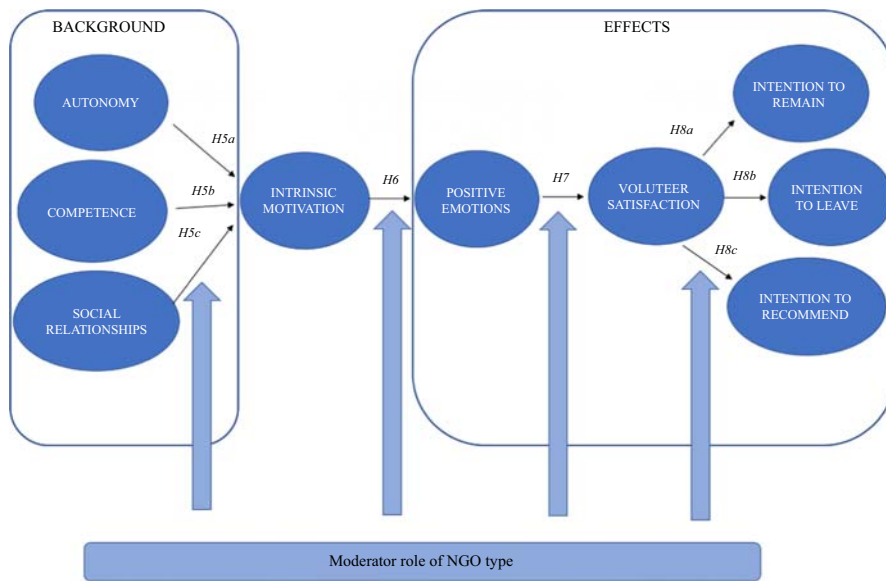 BACKGROUND
EFFECTS
AUTONOMY
INTENTION TO
REMAIN
H5a
H8a
H5b
H6
H7
H8b
COMPETENCE
INTRINSIC
MOTIVATION
POSITIVE
EMOTIONS
VOLUTEER
SATISFACTION
INTENTION
TO LEAVE
H5c
H8c
SOCIAL
RELATIONSHIPS
INTENTION TO
RECOMMEND
Moderator role of NGO type